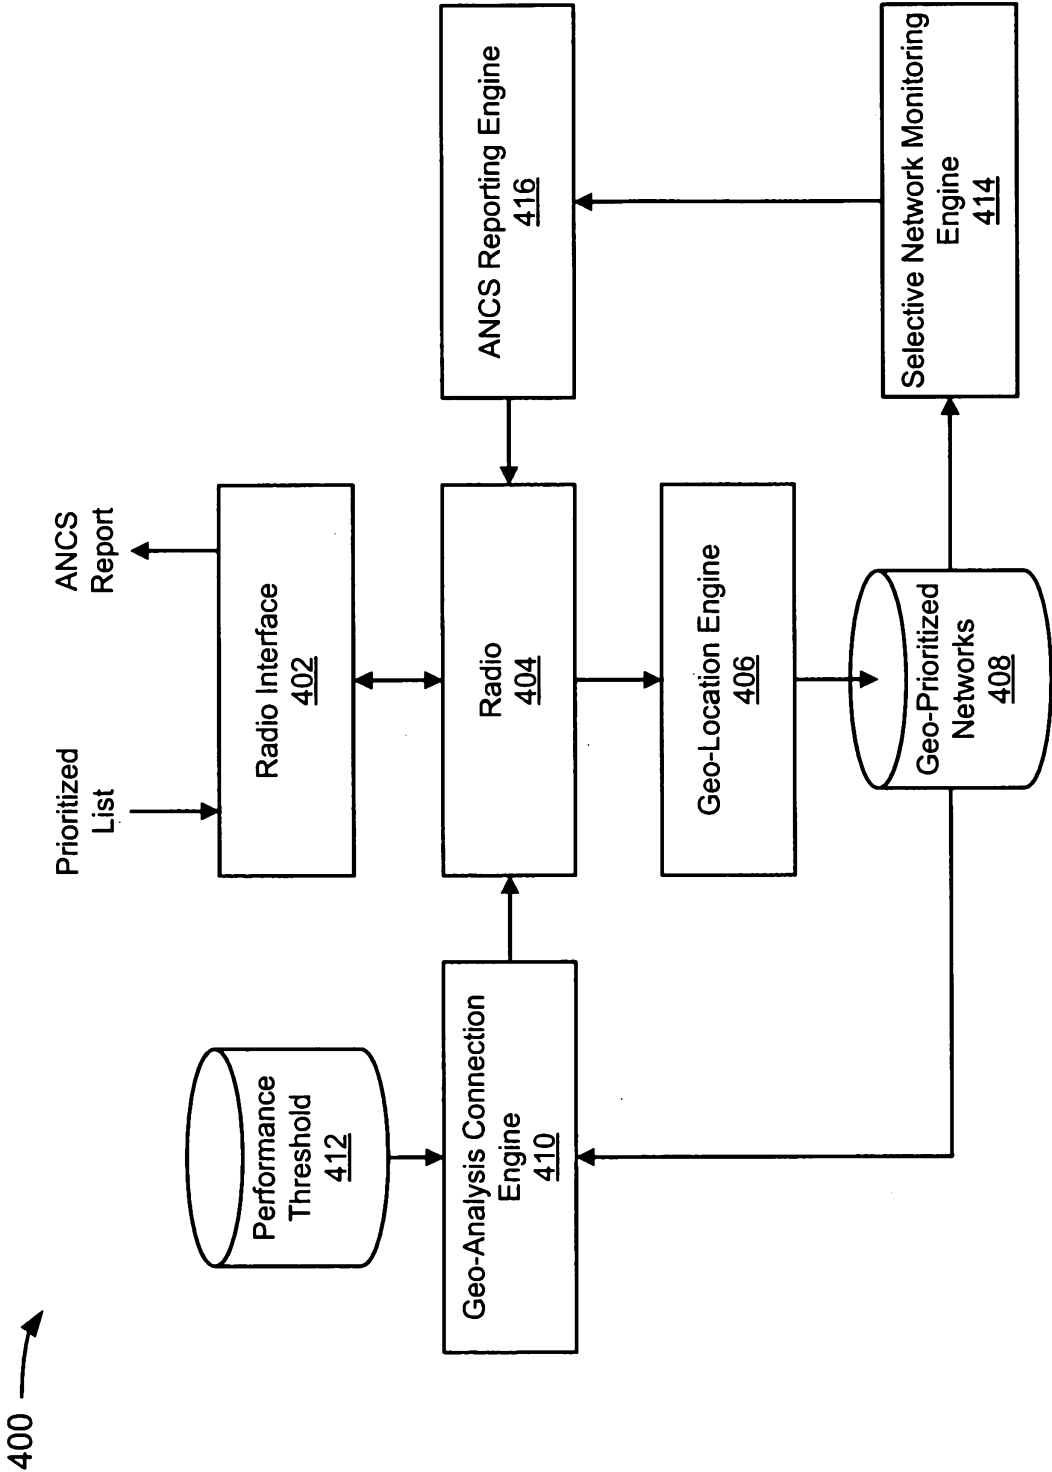 400
Prioritized
List
ANCS
Report
Performance
Threshold
412
Radio Interface
402
Geo-Analysis Connection
Engine
410
Radio
404
ANCS Reporting Engine
416
Geo-Location Engine
406
Geo-Prioritized
Networks
408
Selective Network Monitoring
Engine
414